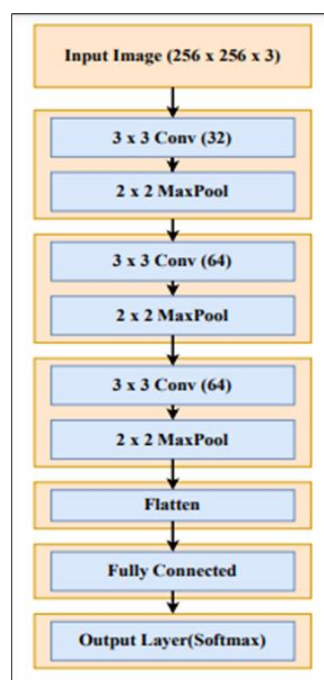 Input Image (256 x 256 x 3)
3 x 3 Conv (32)
2 x 2 MaxPool
3 x 3 Conv (64)
2 x 2 MaxPool
3 x 3 Conv (64)
2 x 2 MaxPool
Flatten
Fully Connected
Output Layer(Softmax)